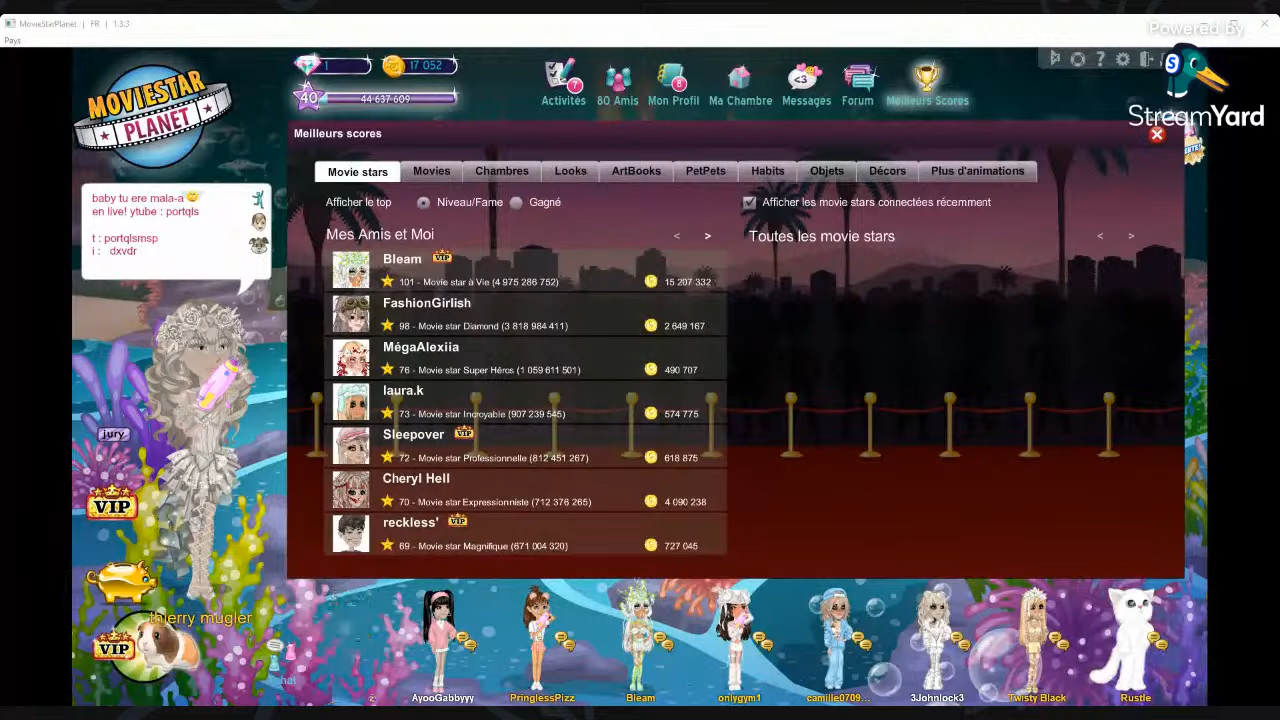 MovieStarPlanet | FR | 1.3.3
Pays
Powered by
StreamYard
MOVIESTAR
PLANET
1
17 052
40
44 637 609
7
8
<3
Activités
80 Amis
Mon Profil
Ma Chambre
Messages
Forum
Meilleurs Scores
Meilleurs scores
Movie stars
Movies
Chambres
Looks
ArtBooks
PetPets
Habits
Objets
Décors
Plus d'animations
Afficher le top
Niveau/Fame
Gagné
Afficher les movie stars connectées récemment
Mes Amis et Moi
< >
Toutes les movie stars
< >
Bleam VIP
101 - Movie star à Vie (4 975 286 752) 15 207 332
FashionGirlish
98 - Movie star Diamond (3 818 984 411) 2 649 167
MégaAlexiia
76 - Movie star Super Héros (1 059 611 501) 490 707
laura.k
73 - Movie star Incroyable (907 239 545) 574 775
Sleepover VIP
72 - Movie star Professionnelle (812 451 267) 618 875
Cheryl Hell
70 - Movie star Expressionniste (712 376 265) 4 090 238
reckless' VIP
69 - Movie star Magnifique (671 004 320) 727 045
baby tu ere mala-a
en live! ytube : portqls
t : portqlsmsp
i : dxvdr
jury
VIP
thierry mugler
VIP
AyooGabbyyy
PringlessPizz
Bleam
onlygym1
camille0709...
3Johnlock3
Twisty Black
Rustle